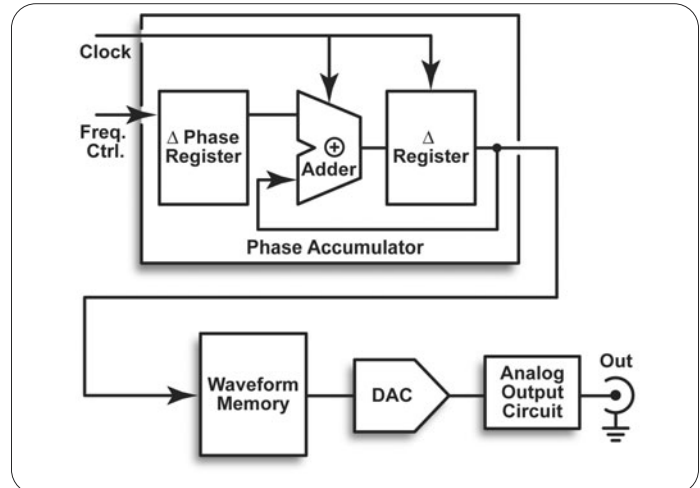 Clock
Freq.
Ctrl.
Δ Phase
Register
Adder
Δ
Register
Phase Accumulator
Waveform
Memory
DAC
Analog
Output
Circuit
Out